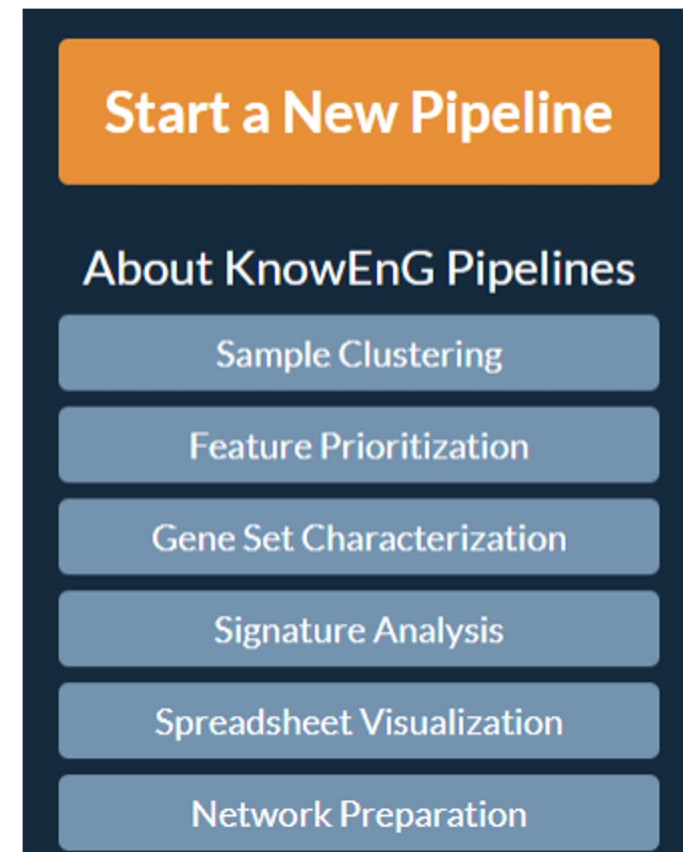 Start a New Pipeline
About KnowEnG Pipelines
Sample Clustering
Feature Prioritization
Gene Set Characterization
Signature Analysis
Spreadsheet Visualization
Network Preparation